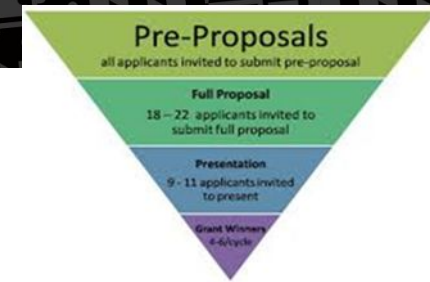 Pre-Proposals
all applicants invited to submit pre-proposal
Full Proposal
18 – 22 applicants invited to
submit full proposal
Presentation
9 - 11 applicants invited
to present
Grant Winners
4-6/cycle